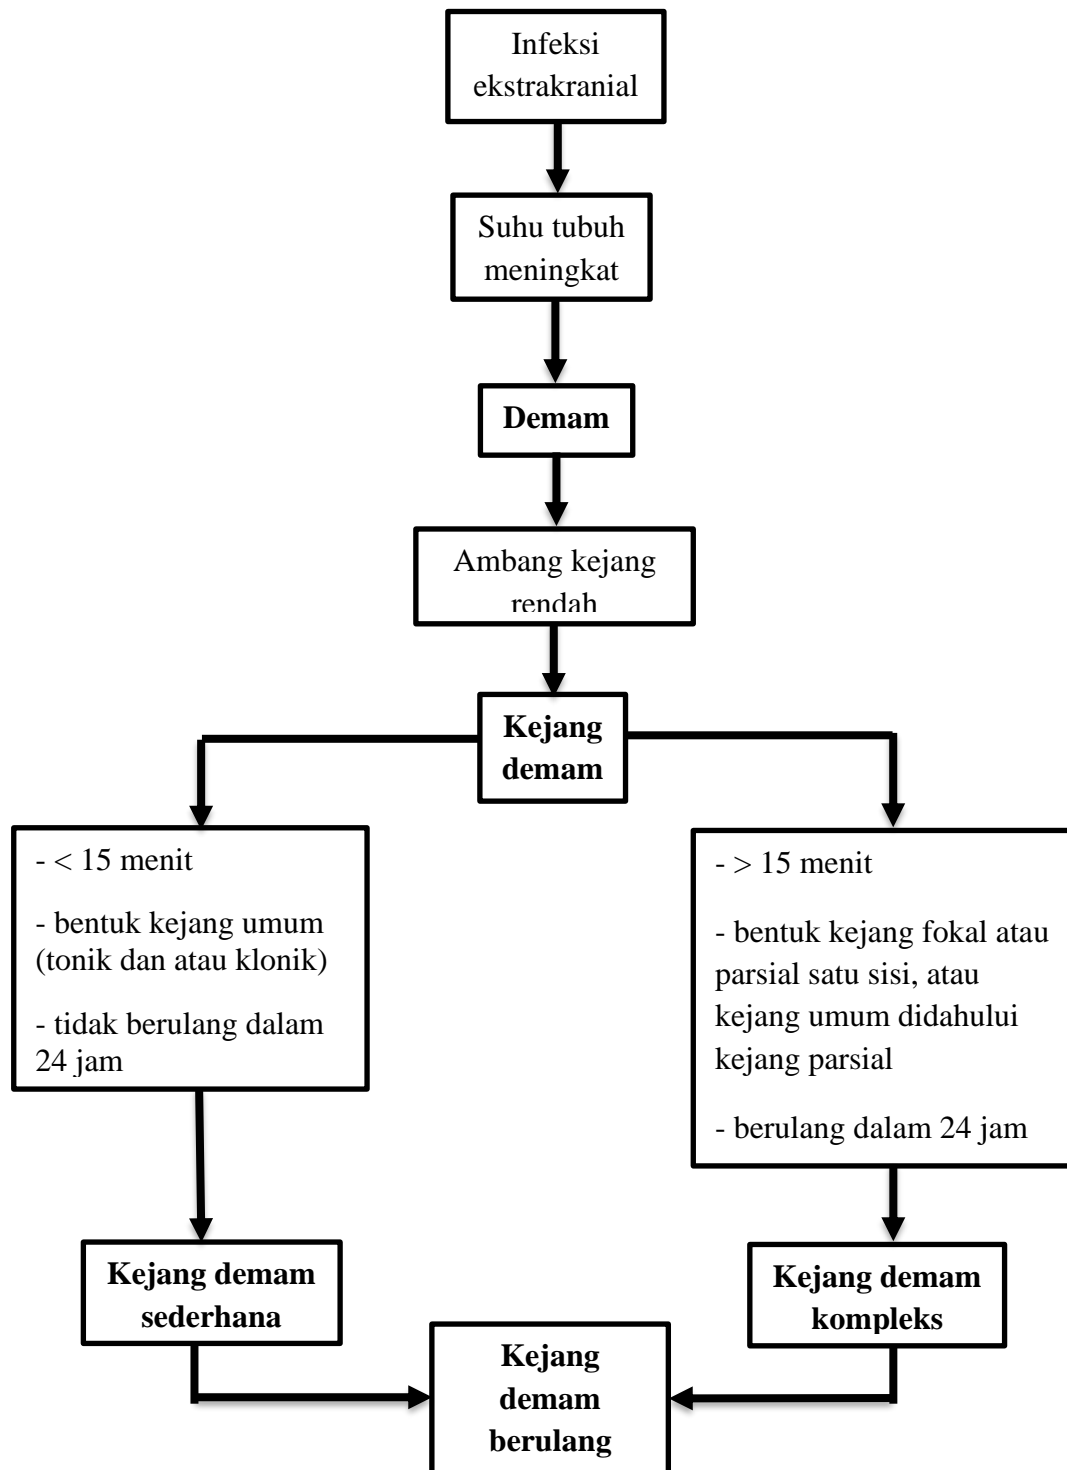 Infeksi
ekstrakranial
Suhu tubuh
meningkat
Demam
Ambang kejang
rendah
Kejang
demam
- < 15 menit
- bentuk kejang umum
(tonik dan atau klonik)
- tidak berulang dalam
24 jam
- > 15 menit
- bentuk kejang fokal atau
parsial satu sisi, atau
kejang umum didahului
kejang parsial
- berulang dalam 24 jam
Kejang demam
sederhana
Kejang demam
kompleks
Kejang
demam
berulang